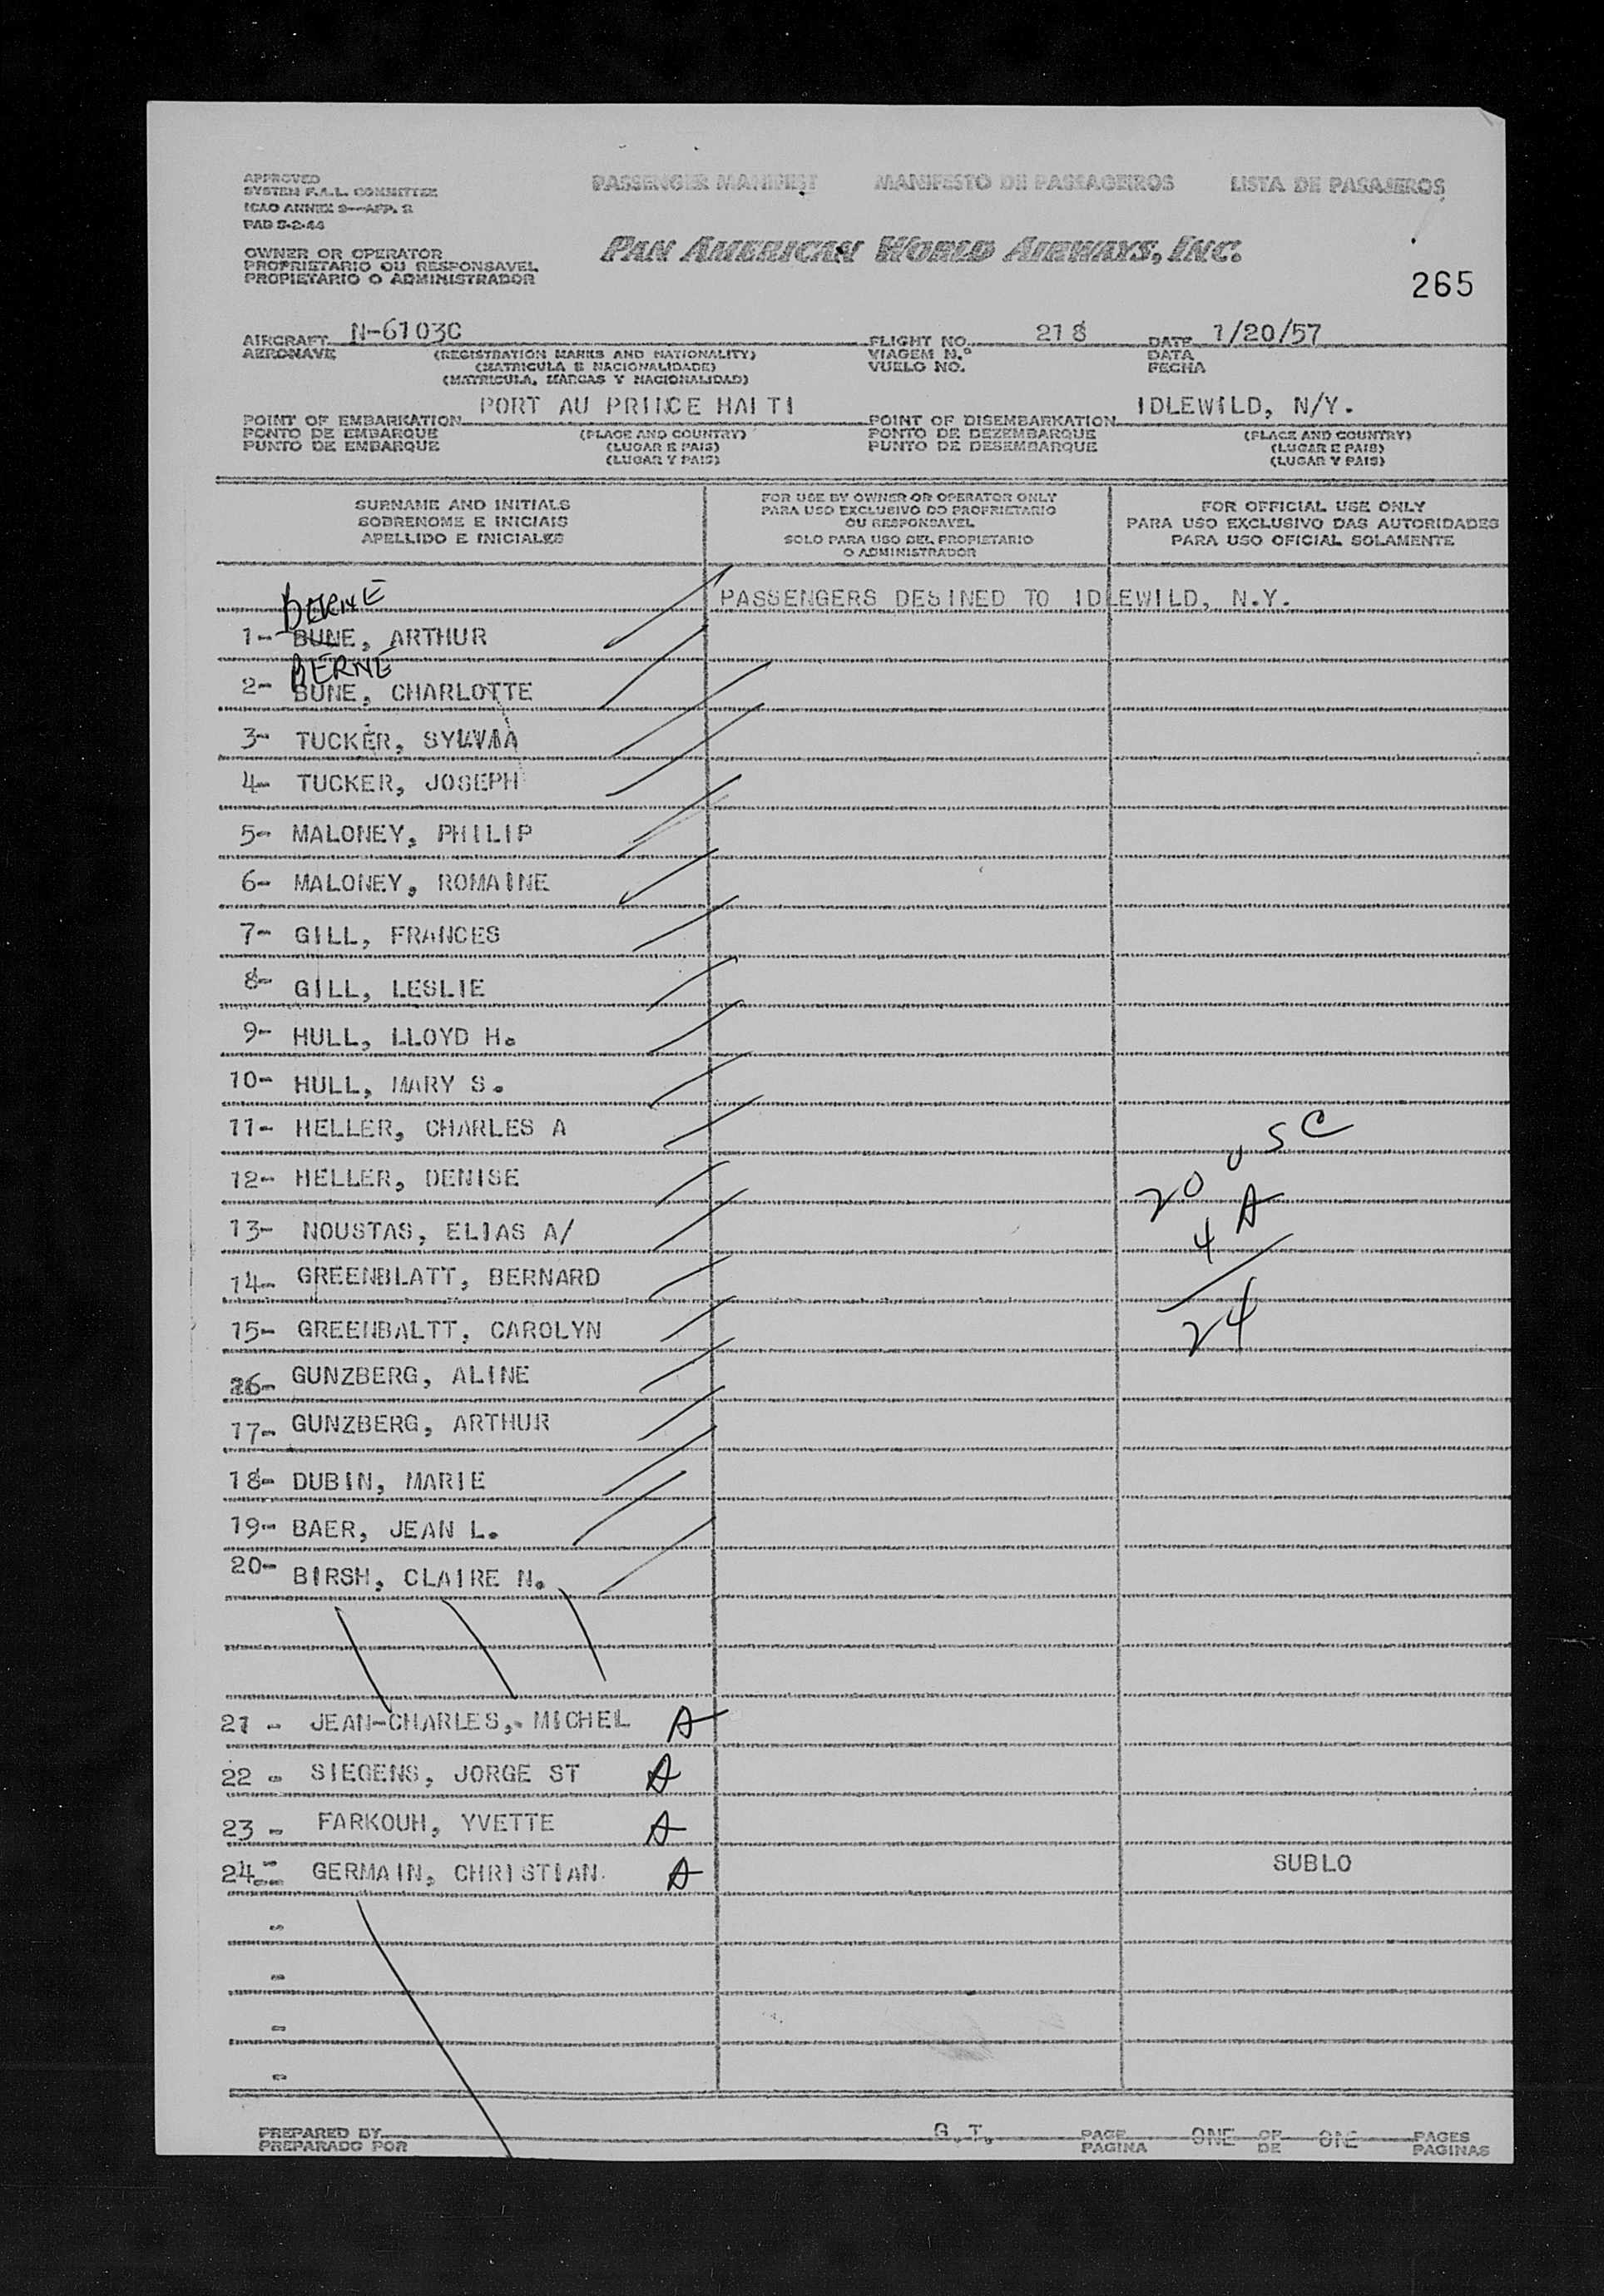 APPROVED
SYSTEM F.A.L. COMMITTEE
ICAO ANNEX 9—APP. 2
PAD 5-2-44
PASSENGER MANIFEST MANIFESTO DE PASSAGEIROS LISTA DE PASAJEROS
OWNER OR OPERATOR
PROPRIETARIO OU RESPONSAVEL
PROPIETARIO O ADMINISTRADOR
PAN AMERICAN WORLD AIRWAYS, INC.
265
AIRCRAFT N-6103C FLIGHT NO. 218 DATE 1/20/57
AERONAVE (REGISTRATION MARKS AND NATIONALITY) VIAGEM N.º DATA
(MATRICULA E NACIONALIDADE) VUELO NO. FECHA
(MATRICULA, MARCAS Y NACIONALIDAD)
POINT OF EMBARKATION PORT AU PRINCE HAITI POINT OF DISEMBARKATION IDLEWILD, N/Y.
PONTO DE EMBARQUE (PLACE AND COUNTRY) PONTO DE DEZEMBARQUE (PLACE AND COUNTRY)
PUNTO DE EMBARQUE (LUGAR E PAIS) PUNTO DE DESEMBARQUE (LUGAR E PAIS)
(LUGAR Y PAIS) (LUGAR Y PAIS)
SURNAME AND INITIALS
SOBRENOME E INICIAIS
APELLIDO E INICIALES
FOR USE BY OWNER OR OPERATOR ONLY
PARA USO EXCLUSIVO DO PROPRIETARIO
OU RESPONSAVEL
SOLO PARA USO DEL PROPIETARIO
O ADMINISTRADOR
FOR OFFICIAL USE ONLY
PARA USO EXCLUSIVO DAS AUTORIDADES
PARA USO OFICIAL SOLAMENTE
BERNE PASSENGERS DESINED TO IDLEWILD, N.Y.
1- BUNE, ARTHUR
BERNE
2- BUNE, CHARLOTTE
3- TUCKER, SYLVIA
4- TUCKER, JOSEPH
5- MALONEY, PHILIP
6- MALONEY, ROMAINE
7- GILL, FRANCES
8- GILL, LESLIE
9- HULL, LLOYD H.
10- HULL, MARY S.
11- HELLER, CHARLES A
12- HELLER, DENISE 20 USC
13- NOUSTAS, ELIAS A/ 4 A
14- GREENBLATT, BERNARD
15- GREENBALTT, CAROLYN 24
26- GUNZBERG, ALINE
17- GUNZBERG, ARTHUR
18- DUBIN, MARIE
19- BAER, JEAN L.
20- BIRSH, CLAIRE N.
21 - JEAN-CHARLES, MICHEL A
22 - SIEGENS, JORGE ST A
23 - FARKOUH, YVETTE A
24 - GERMAIN, CHRISTIAN. A SUBLO
PREPARED BY G.T. PAGE ONE OF ONE PAGES
PREPARADO POR PAGINA DE PAGINAS